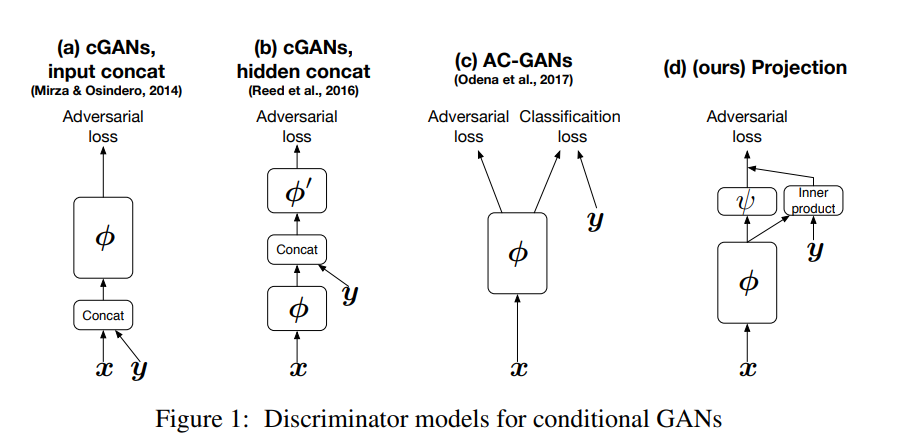 (a) cGANs,
input concat
(Mirza & Osindero, 2014)
Adversarial
loss
ϕ
Concat
x y
(b) cGANs,
hidden concat
(Reed et al., 2016)
Adversarial
loss
ϕ′
Concat
y
ϕ
x
(c) AC-GANs
(Odena et al., 2017)
Adversarial Classificaition
loss loss
y
ϕ
x
(d) (ours) Projection
Adversarial
loss
ψ
Inner
product
y
ϕ
x
Figure 1: Discriminator models for conditional GANs